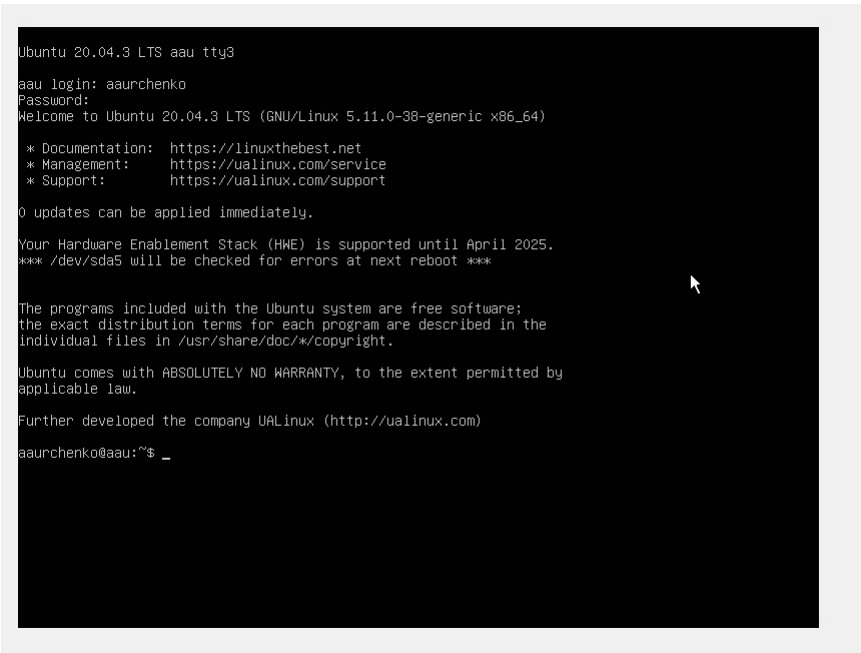 Ubuntu 20.04.3 LTS aau tty3
aau login: aaurchenko
Password:
Welcome to Ubuntu 20.04.3 LTS (GNU/Linux 5.11.0-38-generic x86_64)
* Documentation: https://linuxthebest.net
* Management: https://ualinux.com/service
* Support: https://ualinux.com/support
0 updates can be applied immediately.
Your Hardware Enablement Stack (HWE) is supported until April 2025.
*** /dev/sda5 will be checked for errors at next reboot ***
The programs included with the Ubuntu system are free software;
the exact distribution terms for each program are described in the
individual files in /usr/share/doc/*/copyright.
Ubuntu comes with ABSOLUTELY NO WARRANTY, to the extent permitted by
applicable law.
Further developed the company UALinux (http://ualinux.com)
aaurchenko@aau:~$ _